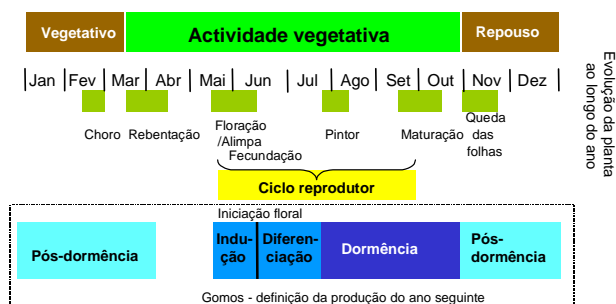 Vegetativo
Actividade vegetativa
Repouso
Jan Fev Mar Abr Mai Jun Jul Ago Set Out Nov Dez
Choro Rebentação
Floração
/Alimpa
Fecundação
Pintor
Maturação
Queda
das
folhas
Evolução da planta
ao longo do ano
Ciclo reprodutor
Iniciação floral
Pós-dormência
Indu-
ção
Diferen-
ciação
Dormência
Pós-
dormência
Gomos - definição da produção do ano seguinte